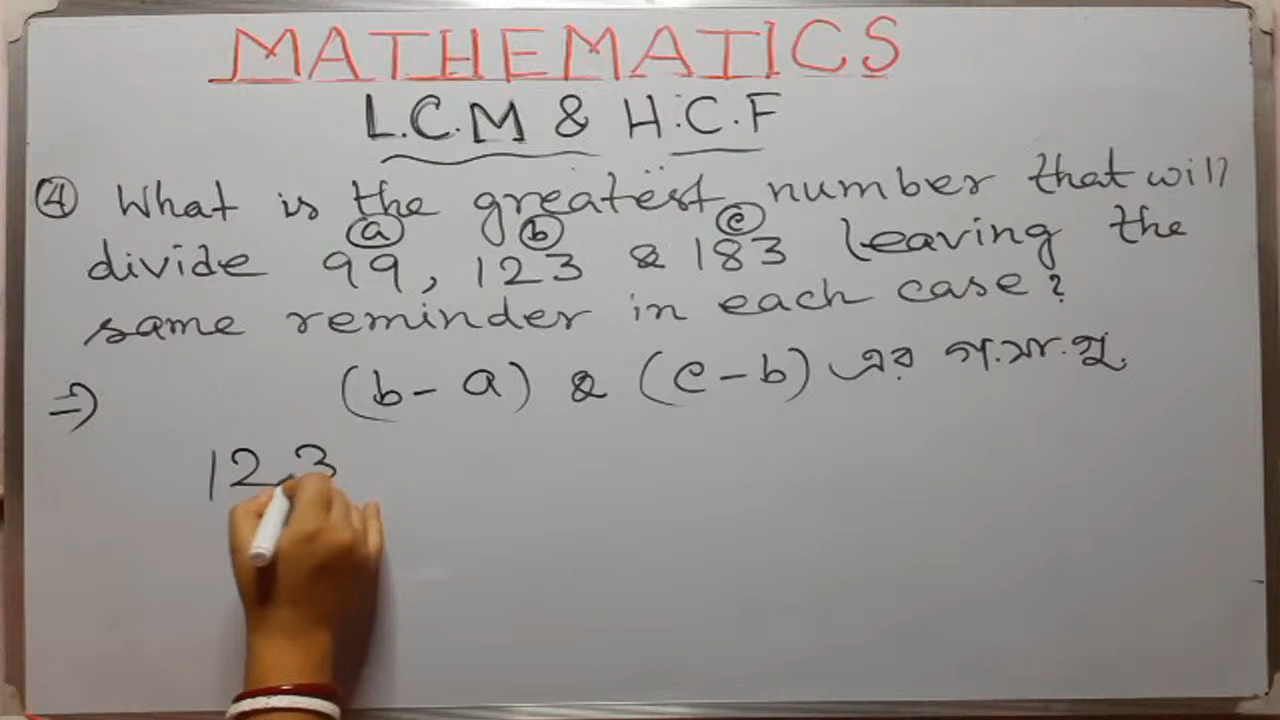 MATHEMATICS
L.C.M & H.C.F
④ What is the greatest number that will
ⓐ ⓑ ⓒ
divide 99, 123 & 183 leaving the
same reminder in each case?
⇒ (b - a) & (c - b) এর গ.সা.গু.
123